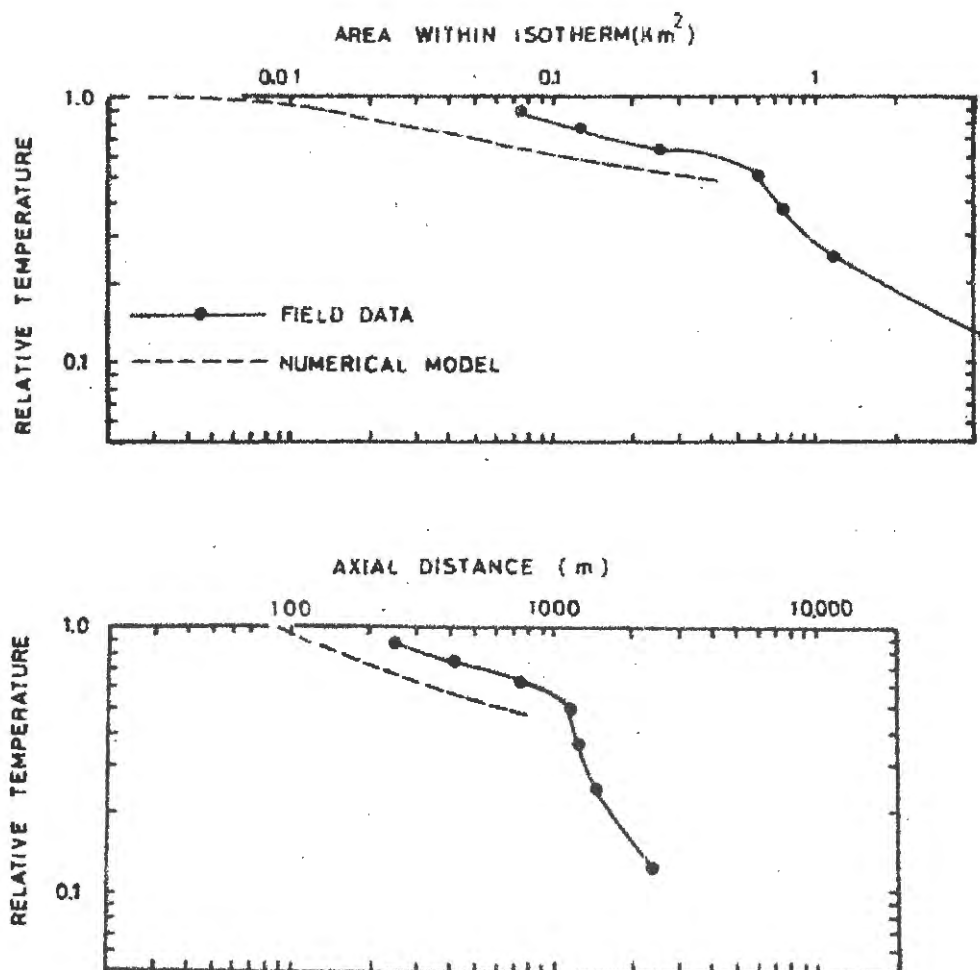 AREA WITHIN ISOTHERM(Km²)
0.01 0.1 1
1.0
RELATIVE TEMPERATURE
FIELD DATA
0.1
NUMERICAL MODEL
AXIAL DISTANCE (m)
100 1000 10,000
1.0
RELATIVE TEMPERATURE
0.1